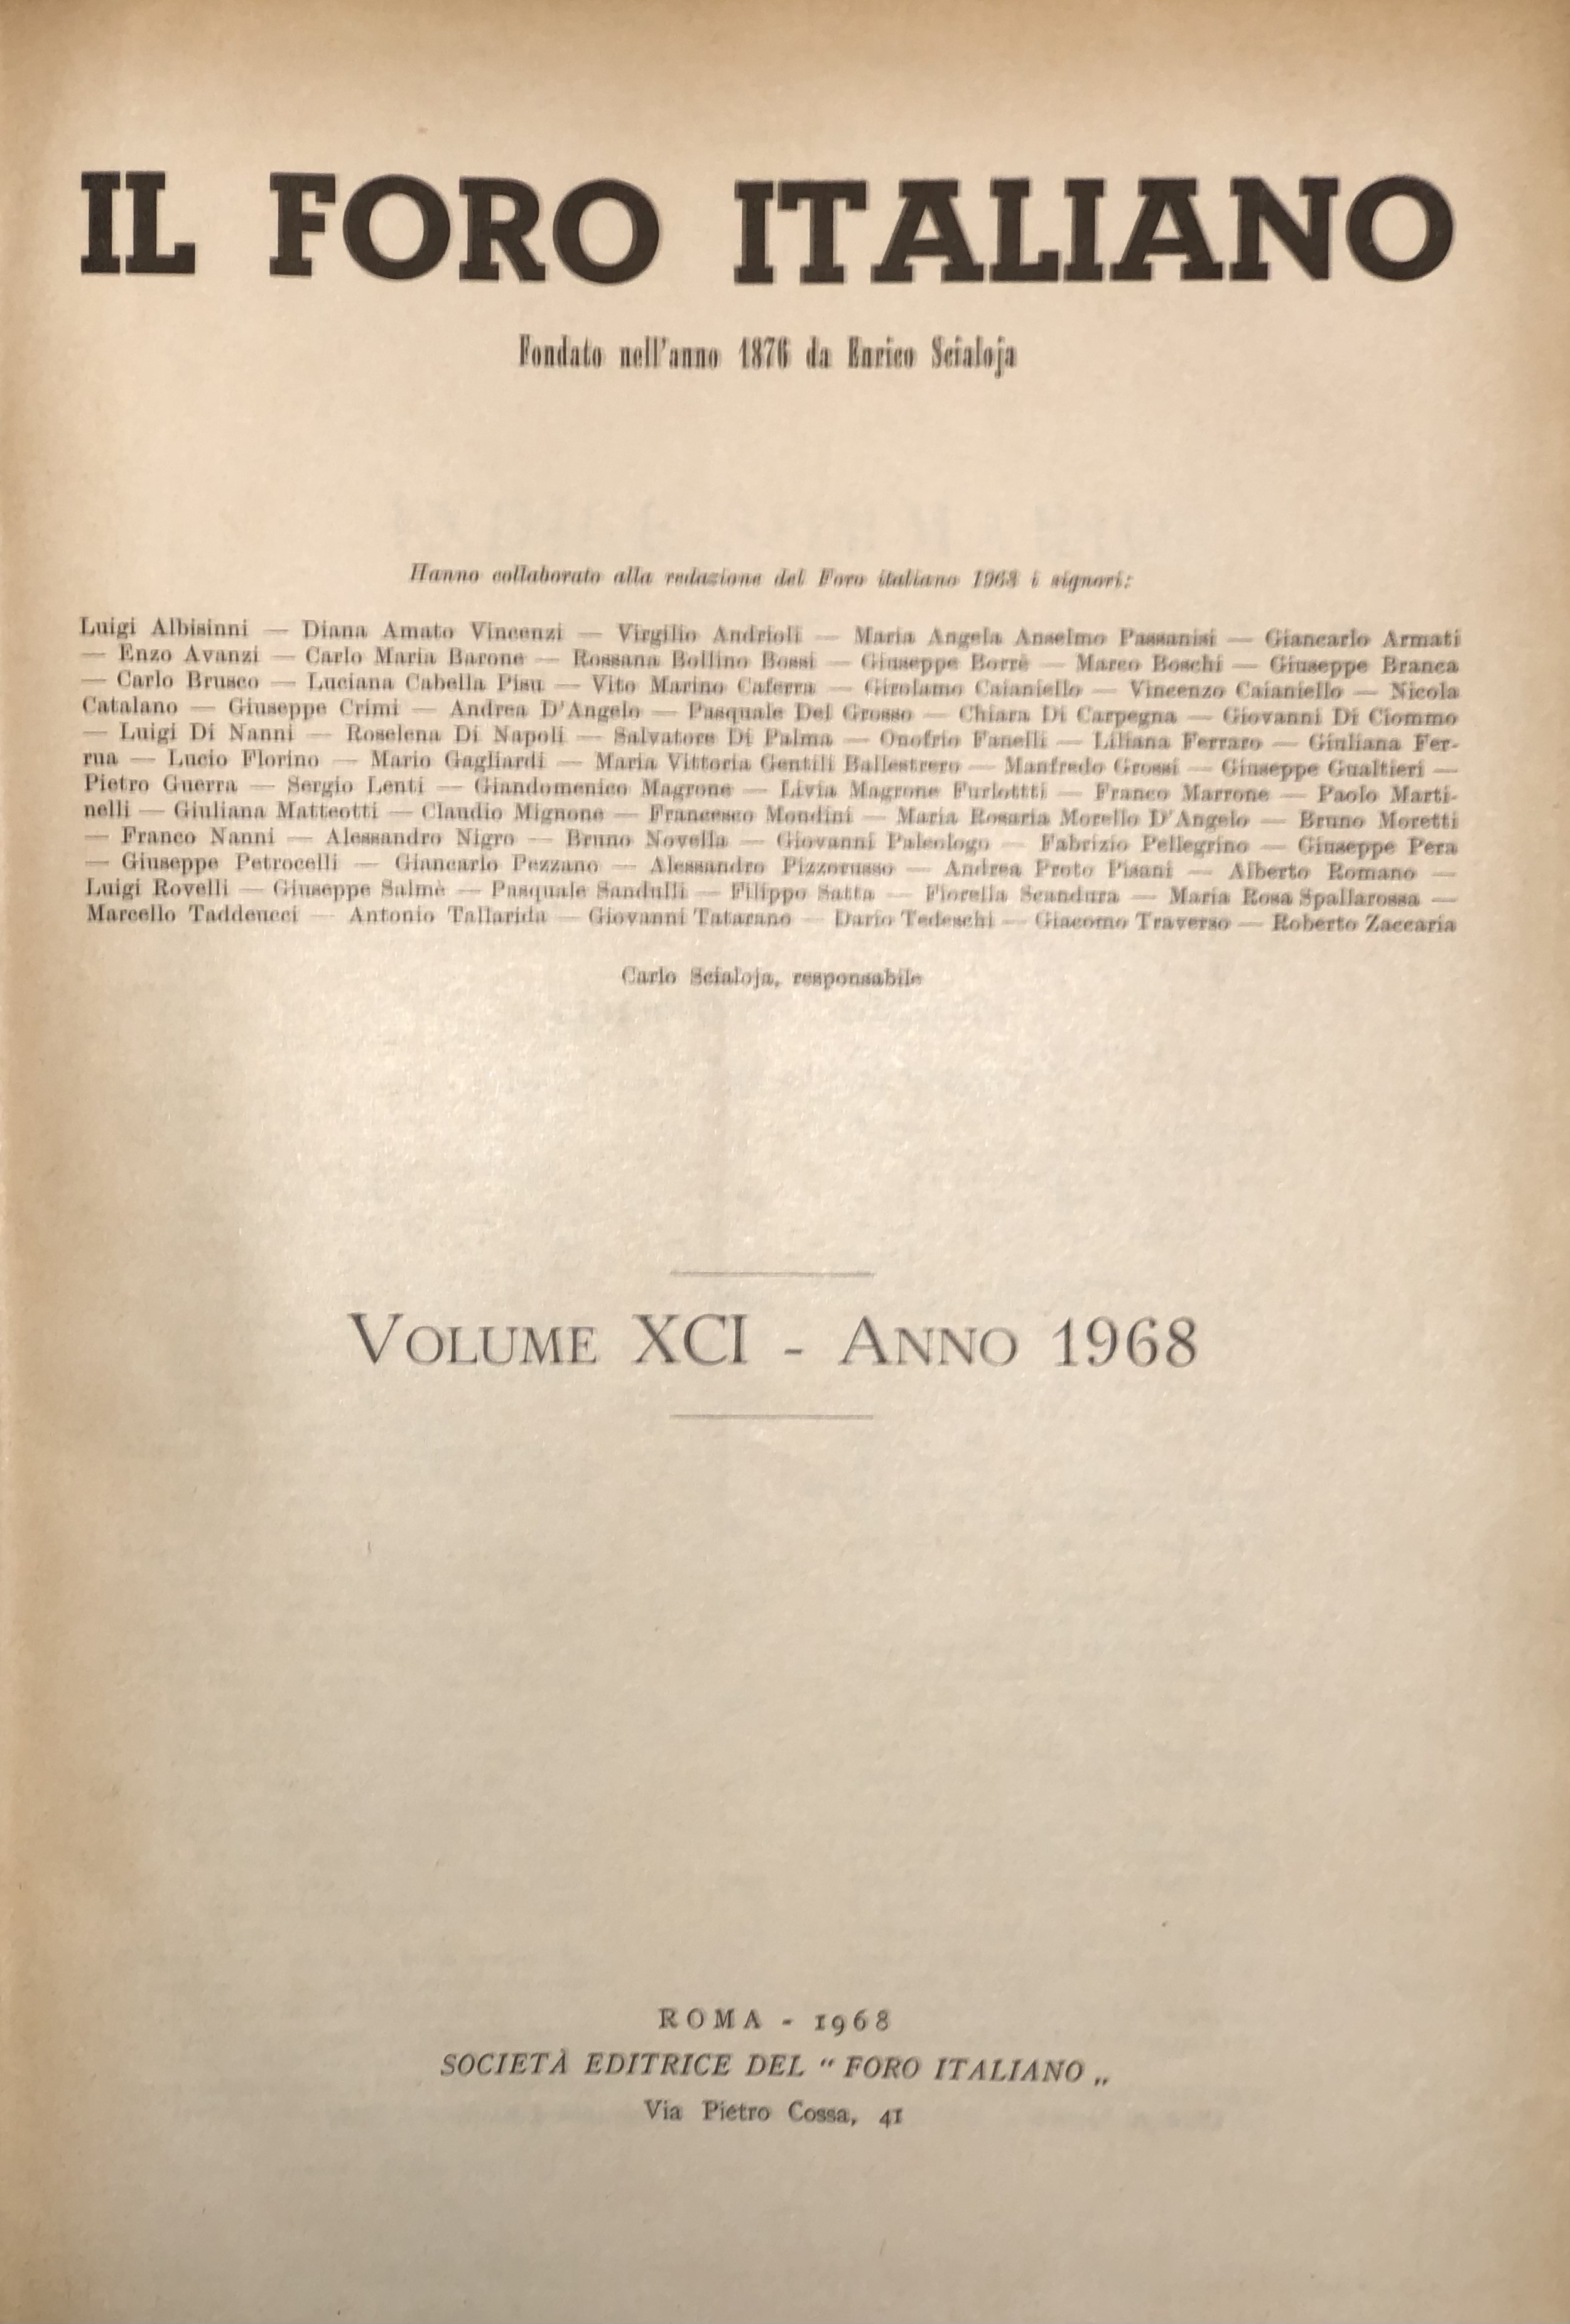 IL FORO ITALIANO
Fondato nell'anno 1876 da Enrico Scialoja
Hanno collaborato alla redazione del Foro italiano 1968 i signori:
Luigi Albisinni — Diana Amato Vincenzi — Virgilio Andrioli — Maria Angela Anselmo Passanisi — Giancarlo Armati
— Enzo Avanzi — Carlo Maria Barone — Rossana Bollino Bossi — Giuseppe Borrè — Marco Boschi — Giuseppe Branca
— Carlo Brusco — Luciana Cabella Pisu — Vito Marino Caferra — Girolamo Caianiello — Vincenzo Caianiello — Nicola
Catalano — Giuseppe Crimi — Andrea D'Angelo — Pasquale Del Grosso — Chiara Di Carpegna — Giovanni Di Ciommo
— Luigi Di Nanni — Roselena Di Napoli — Salvatore Di Palma — Onofrio Fanelli — Liliana Ferraro — Giuliana Fer-
rua — Lucio Florino — Mario Gagliardi — Maria Vittoria Gentili Ballestrero — Manfredo Grossi — Giuseppe Gualtieri —
Pietro Guerra — Sergio Lenti — Giandomenico Magrone — Livia Magrone Furlottti — Franco Marrone — Paolo Marti-
nelli — Giuliana Matteotti — Claudio Mignone — Francesco Mondini — Maria Rosaria Morello D'Angelo — Bruno Moretti
— Franco Nanni — Alessandro Nigro — Bruno Novella — Giovanni Paleologo — Fabrizio Pellegrino — Giuseppe Pera
— Giuseppe Petrocelli — Giancarlo Pezzano — Alessandro Pizzorusso — Andrea Proto Pisani — Alberto Romano —
Luigi Rovelli — Giuseppe Salmè — Pasquale Sandulli — Filippo Satta — Fiorella Scandura — Maria Rosa Spallarossa —
Marcello Taddeucci — Antonio Tallarida — Giovanni Tatarano — Dario Tedeschi — Giacomo Traverso — Roberto Zaccaria
Carlo Scialoja, responsabile
VOLUME XCI - ANNO 1968
ROMA - 1968
SOCIETÀ EDITRICE DEL “ FORO ITALIANO „
Via Pietro Cossa, 41